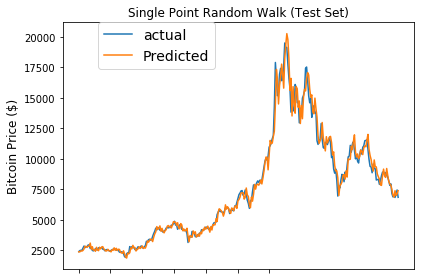 Single Point Random Walk (Test Set)
actual
Predicted
Bitcoin Price ($)
20000
17500
15000
12500
10000
7500
5000
2500